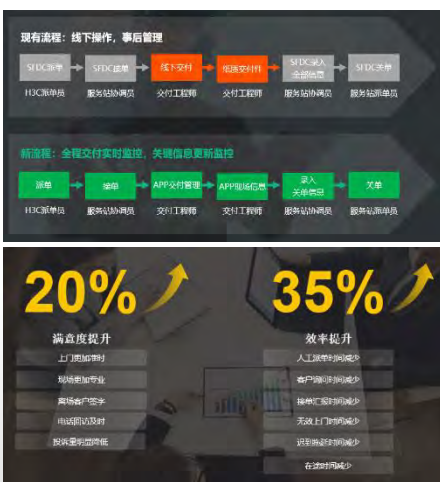 现有流程：线下操作，事后管理
SFDC派单 SFDC接单 线下交付 纸质交付件 SFDC录入 SFDC关单
全部信息
H3C派单员 服务站协调员 交付工程师 交付工程师 服务站协调员 服务站派单员
新流程：全程交付实时监控，关键信息更新监控
派单 接单 APP交付管理 APP现场信息 录入 关单
关单信息
H3C派单员 服务站协调员 交付工程师 交付工程师 服务站协调员 服务站派单员
20% 35%
满意度提升 效率提升
上门更加准时 人工派单时间减少
现场更加专业 客户询问时间减少
离场客户签字 接单汇报时间减少
电话回访及时 无效上门时间减少
投诉量明显降低 迟到拖延时间减少
在途时间减少